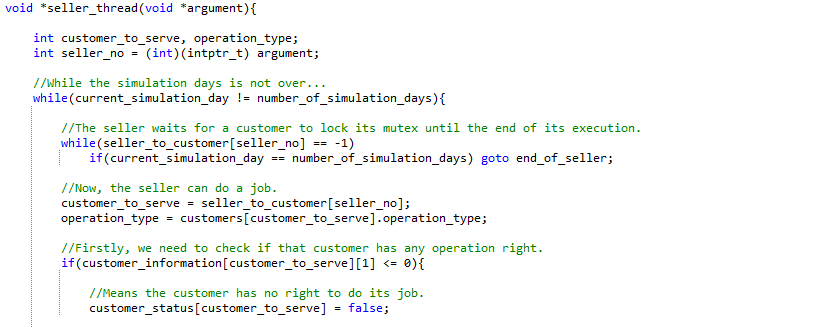 void *seller_thread(void *argument){
int customer_to_serve, operation_type;
int seller_no = (int)(intptr_t) argument;
//While the simulation days is not over...
while(current_simulation_day != number_of_simulation_days){
//The seller waits for a customer to lock its mutex until the end of its execution.
while(seller_to_customer[seller_no] == -1)
if(current_simulation_day == number_of_simulation_days) goto end_of_seller;
//Now, the seller can do a job.
customer_to_serve = seller_to_customer[seller_no];
operation_type = customers[customer_to_serve].operation_type;
//Firstly, we need to check if that customer has any operation right.
if(customer_information[customer_to_serve][1] <= 0){
//Means the customer has no right to do its job.
customer_status[customer_to_serve] = false;